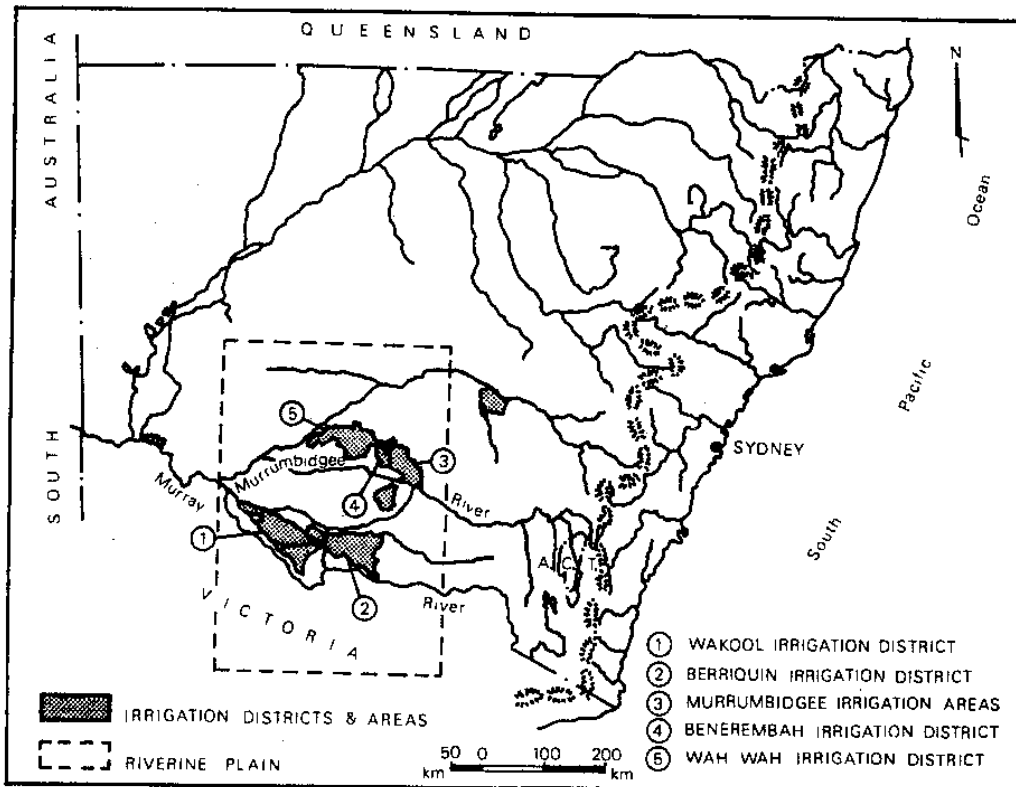 QUEENSLAND
SOUTH AUSTRALIA
N
South Pacific Ocean
SYDNEY
Murrumbidgee River
Murray River
A.C.T.
VICTORIA
5
3
4
1
2
1 WAKOOL IRRIGATION DISTRICT
2 BERRIQUIN IRRIGATION DISTRICT
3 MURRUMBIDGEE IRRIGATION AREAS
4 BENEREMBAH IRRIGATION DISTRICT
5 WAH WAH IRRIGATION DISTRICT
IRRIGATION DISTRICTS & AREAS
RIVERINE PLAIN
50 0 100 200
km km